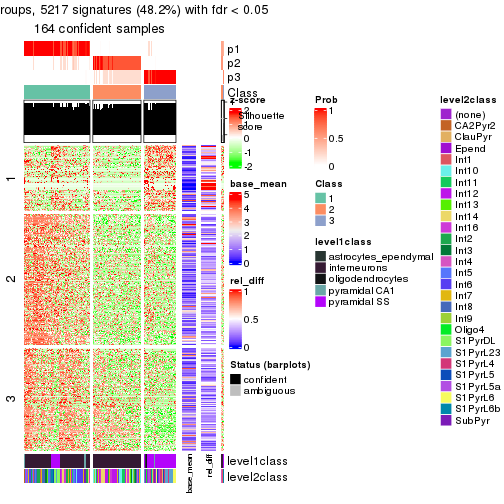 roups, 5217 signatures (48.2%) with fdr < 0.05
164 confident samples
p1
p2
p3
Class
Silhouette
score
1
2
3
level1class
level2class
base_mean
rel_diff
z-score
2
1
0
-1
-2
base_mean
5
4
3
2
1
0
rel_diff
1
0.5
0
Status (barplots)
confident
ambiguous
Prob
1
0.5
0
Class
1
2
3
level1class
astrocytes_ependymal
interneurons
oligodendrocytes
pyramidal CA1
pyramidal SS
level2class
(none)
CA2Pyr2
ClauPyr
Epend
Int1
Int10
Int11
Int12
Int13
Int14
Int16
Int2
Int3
Int4
Int5
Int6
Int7
Int8
Int9
Oligo4
S1PyrDL
S1PyrL23
S1PyrL4
S1PyrL5
S1PyrL5a
S1PyrL6
S1PyrL6b
SubPyr